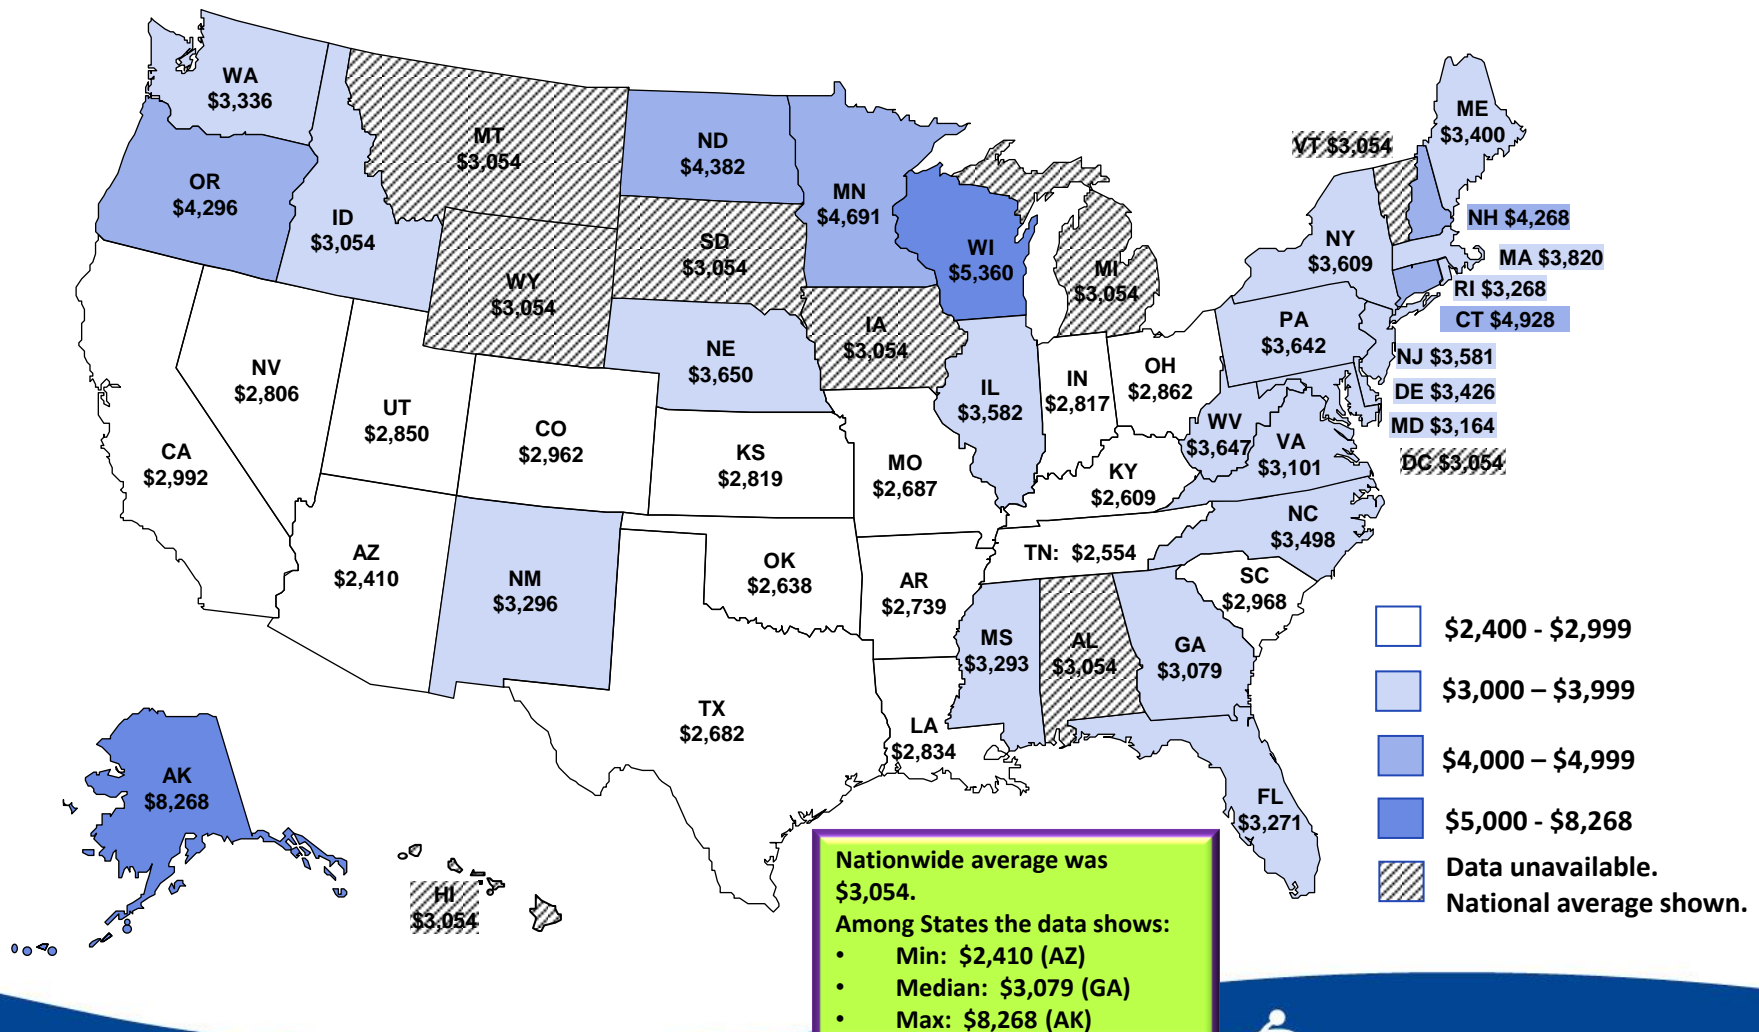 WA
$3,336
OR
$4,296
ID
$3,054
MT
$3,054
WY
$3,054
ND
$4,382
SD
$3,054
NE
$3,650
MN
$4,691
IA
$3,054
WI
$5,360
MI
$3,054
IL
$3,582
IN
$2,817
OH
$2,862
PA
$3,642
NY
$3,609
VT $3,054
ME
$3,400
NH $4,268
MA $3,820
RI $3,268
CT $4,928
NJ $3,581
DE $3,426
MD $3,164
DC $3,054
WV
$3,647
VA
$3,101
KY
$2,609
NC
$3,498
TN: $2,554
SC
$2,968
CA
$2,992
NV
$2,806
UT
$2,850
CO
$2,962
KS
$2,819
MO
$2,687
AZ
$2,410
NM
$3,296
OK
$2,638
AR
$2,739
TX
$2,682
LA
$2,834
MS
$3,293
AL
$3,054
GA
$3,079
FL
$3,271
AK
$8,268
HI
$3,054
$2,400 - $2,999
$3,000 – $3,999
$4,000 – $4,999
$5,000 - $8,268
Data unavailable.
National average shown.
Nationwide average was
$3,054.
Among States the data shows:
• Min: $2,410 (AZ)
• Median: $3,079 (GA)
• Max: $8,268 (AK)